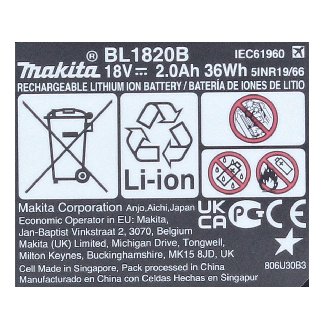 ® BL1820B IEC61960
makita 18V⎓ 2.0Ah 36Wh 5INR19/66
RECHARGEABLE LITHIUM ION BATTERY / BATERÍA DE IONES DE LITIO
Li-ion
Makita Corporation Anjo,Aichi,Japan
Economic Operator in EU: Makita,
Jan-Baptist Vinkstraat 2, 3070, Belgium
Makita (UK) Limited, Michigan Drive, Tongwell,
Milton Keynes, Buckinghamshire, MK15 8JD, UK
UK CA CE
Cell Made in Singapore, Pack processed in China
Manufacturado en China con Celdas Hechas en Singapur
806U30B3